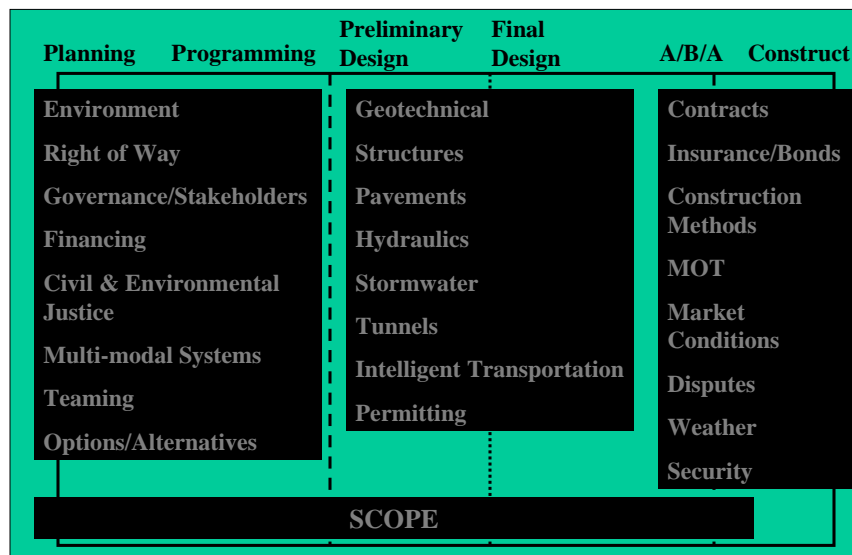 Planning Programming Preliminary Design Final Design A/B/A Construct
Environment
Right of Way
Governance/Stakeholders
Financing
Civil & Environmental
Justice
Multi-modal Systems
Teaming
Options/Alternatives
Geotechnical
Structures
Pavements
Hydraulics
Stormwater
Tunnels
Intelligent Transportation
Permitting
Contracts
Insurance/Bonds
Construction
Methods
MOT
Market
Conditions
Disputes
Weather
Security
SCOPE